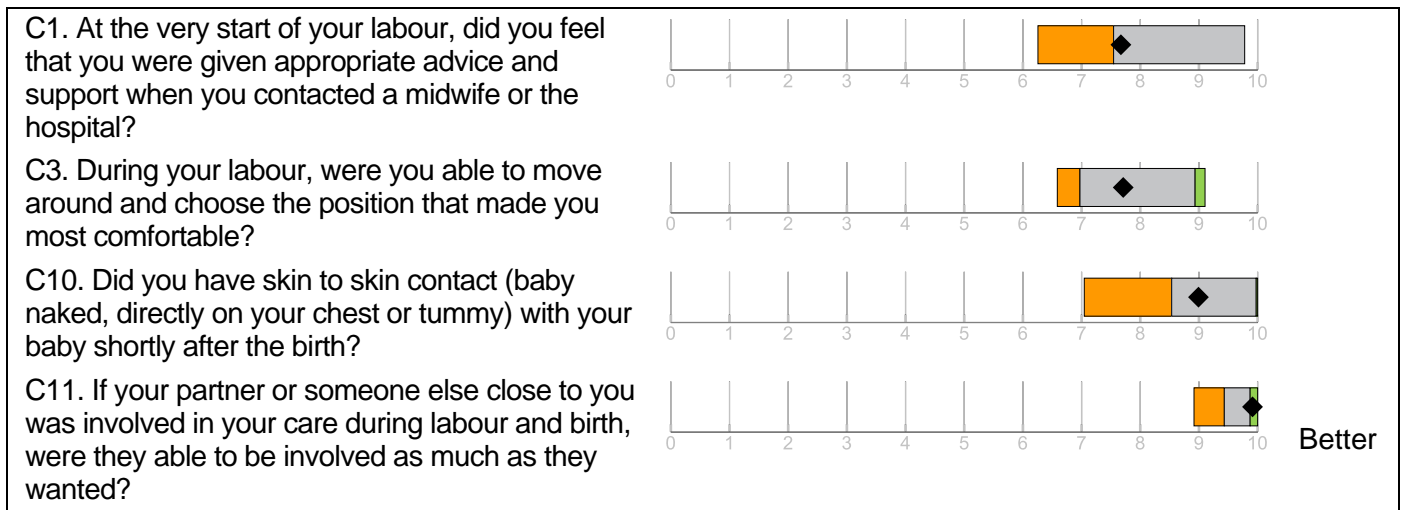 C1. At the very start of your labour, did you feel
that you were given appropriate advice and
support when you contacted a midwife or the
hospital?
0 1 2 3 4 5 6 7 8 9 10
C3. During your labour, were you able to move
around and choose the position that made you
most comfortable?
0 1 2 3 4 5 6 7 8 9 10
C10. Did you have skin to skin contact (baby
naked, directly on your chest or tummy) with your
baby shortly after the birth?
0 1 2 3 4 5 6 7 8 9 10
C11. If your partner or someone else close to you
was involved in your care during labour and birth,
were they able to be involved as much as they
wanted?
0 1 2 3 4 5 6 7 8 9 10
Better